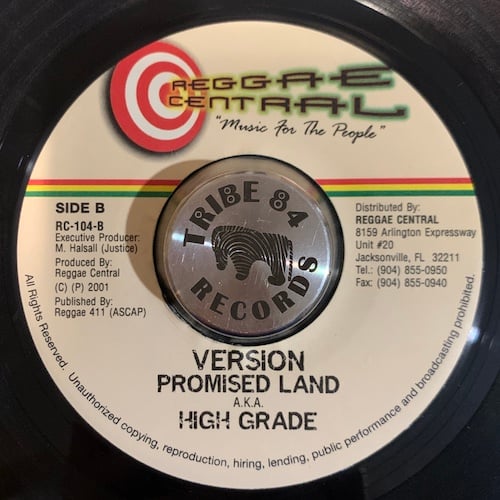 REGGAE
CENTRAL
"Music For The People"
SIDE B
RC-104-B
Executive Producer:
M. Halsall (Justice)
Produced By:
Reggae Central
(C) (P) 2001
Published By:
Reggae 411 (ASCAP)
TRIBE 84
RECORDS
Distributed By:
REGGAE CENTRAL
8159 Arlington Expressway
Unit #20
Jacksonville, FL 32211
Tel.: (904) 855-0950
Fax: (904) 855-0940
VERSION
PROMISED LAND
A.K.A.
HIGH GRADE
All Rights Reserved. Unauthorized copying, reproduction, hiring, lending, public performance and broadcasting prohibited.